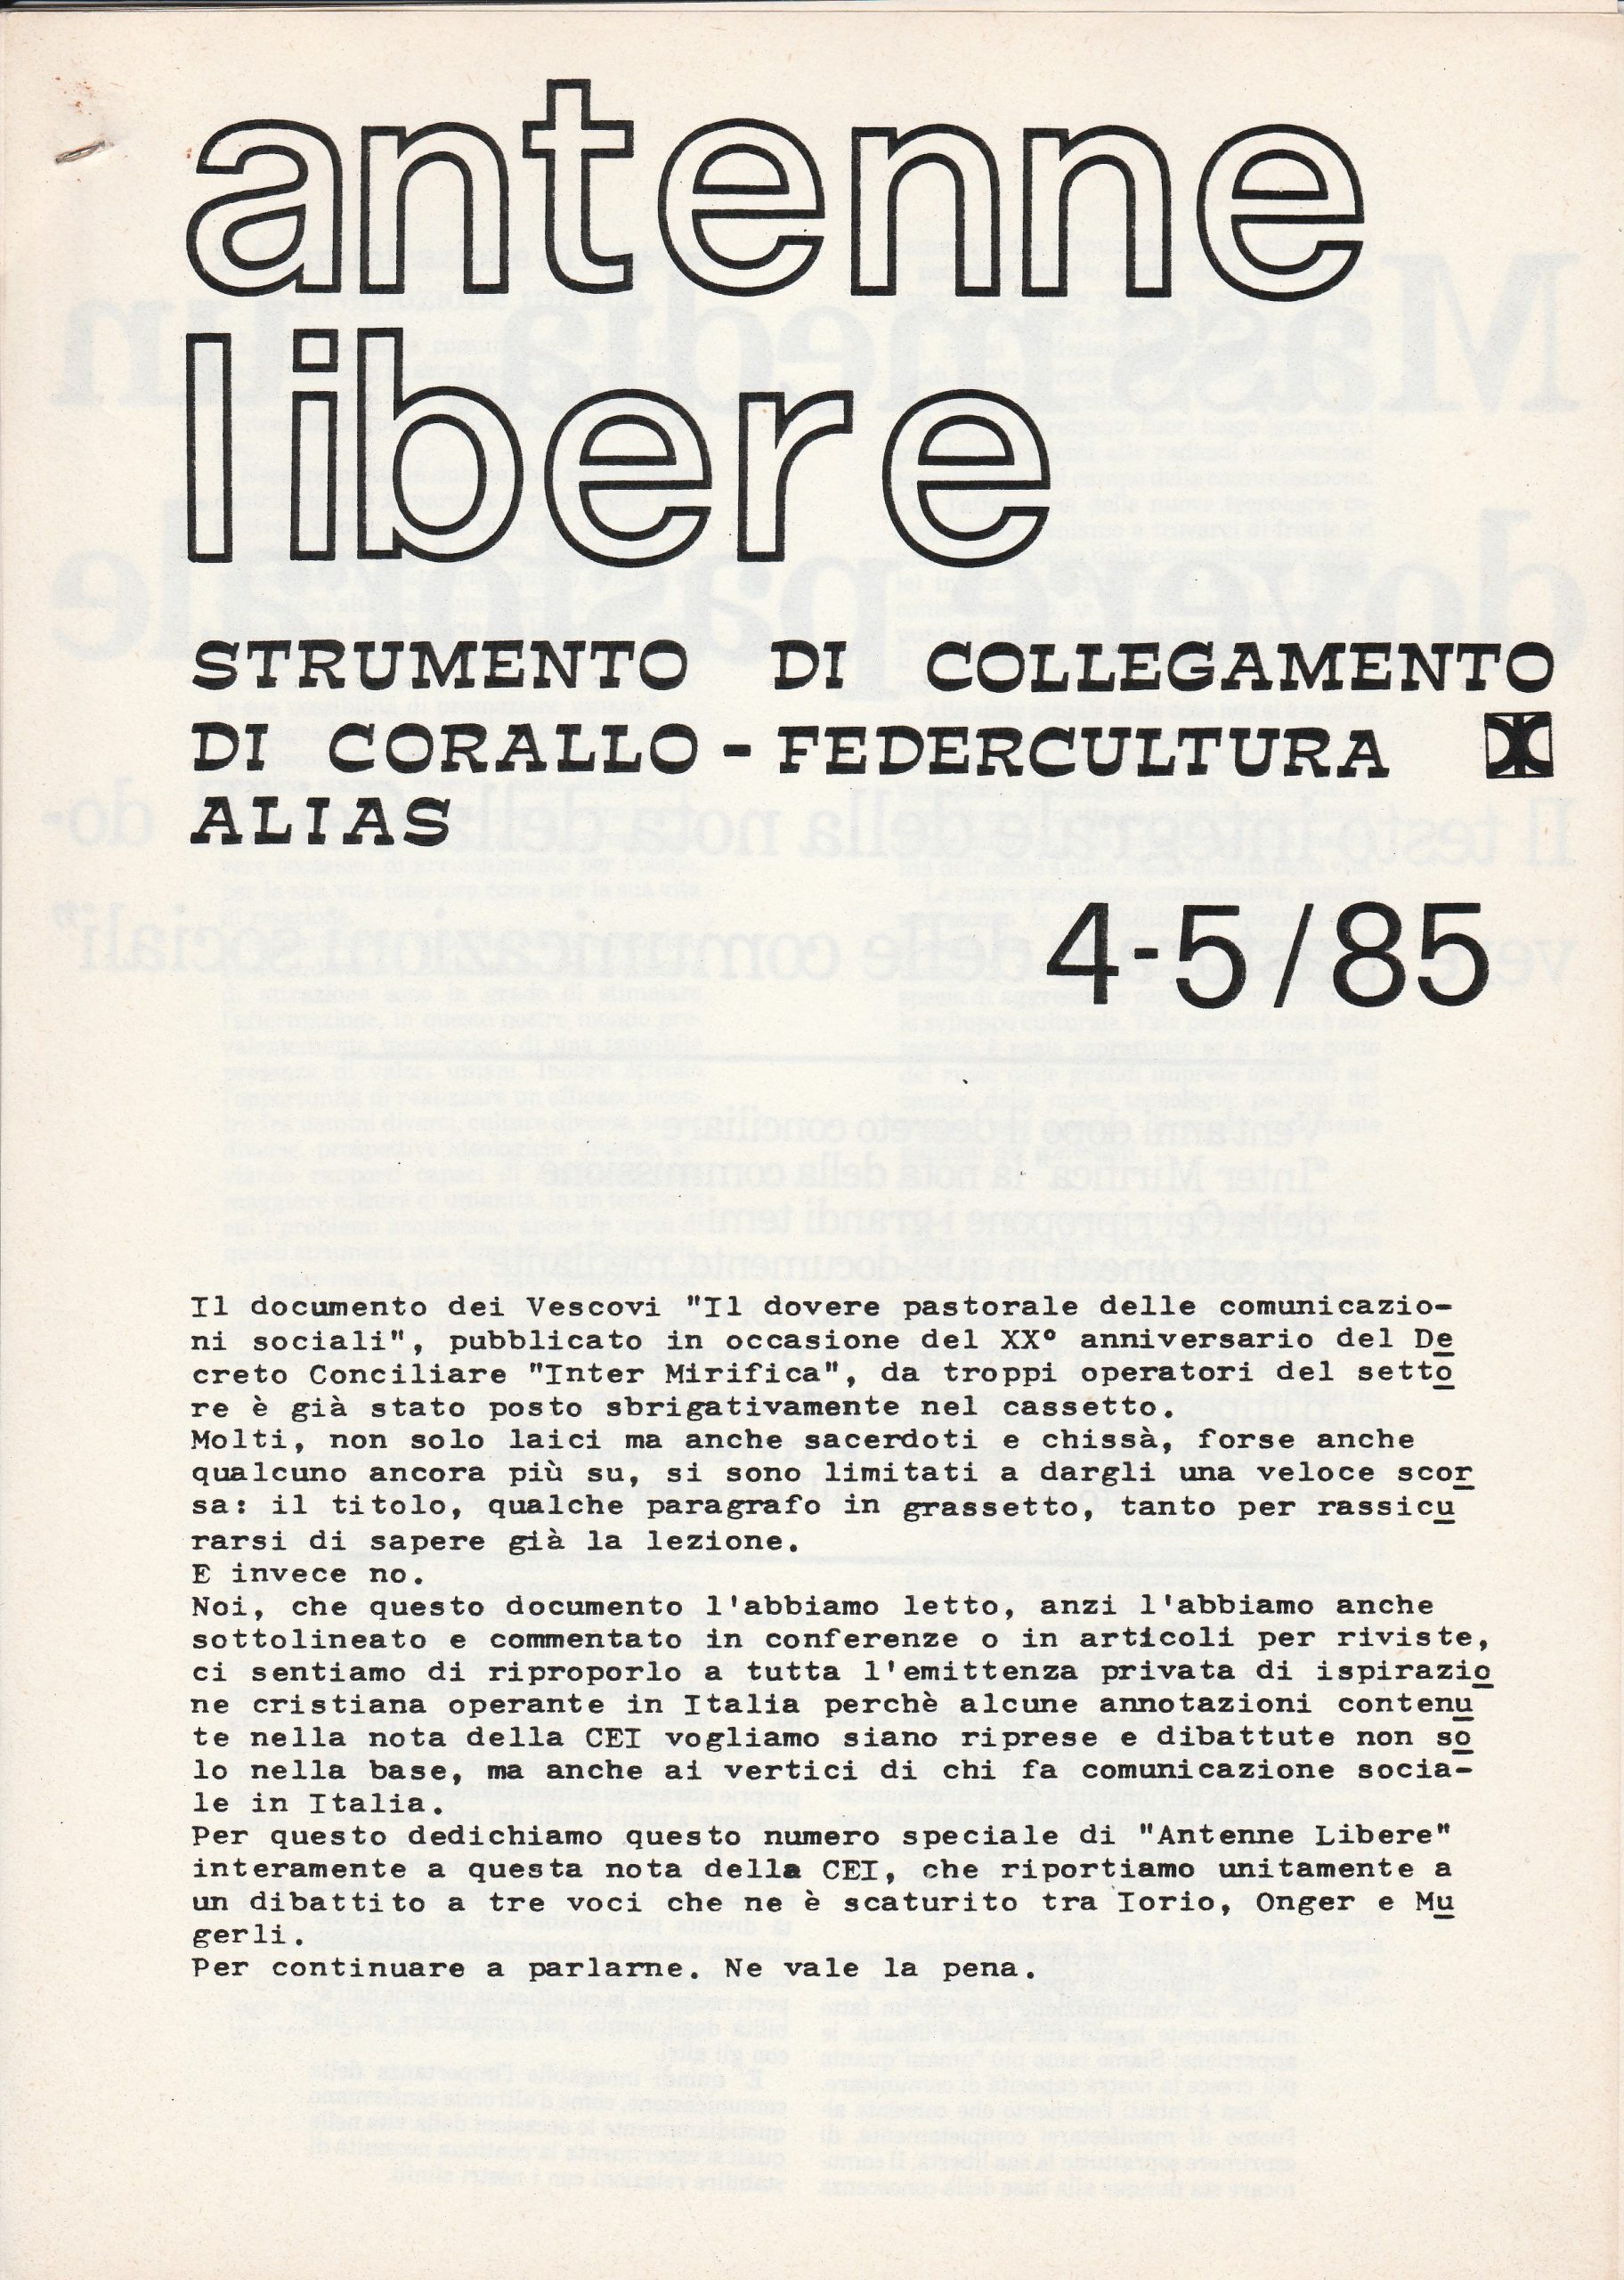 antenne
libere
STRUMENTO DI COLLEGAMENTO
DI CORALLO - FEDERCULTURA
ALIAS
4-5/85
Il documento dei Vescovi "Il dovere pastorale delle comunicazio-
ni sociali", pubblicato in occasione del XX° anniversario del De
creto Conciliare "Inter Mirifica", da troppi operatori del setto
re è già stato posto sbrigativamente nel cassetto.
Molti, non solo laici ma anche sacerdoti e chissà, forse anche
qualcuno ancora più su, si sono limitati a dargli una veloce scor
sa: il titolo, qualche paragrafo in grassetto, tanto per rassicu
rarsi di sapere già la lezione.
E invece no.
Noi, che questo documento l'abbiamo letto, anzi l'abbiamo anche
sottolineato e commentato in conferenze o in articoli per riviste,
ci sentiamo di riproporlo a tutta l'emittenza privata di ispirazio
ne cristiana operante in Italia perchè alcune annotazioni contenu
te nella nota della CEI vogliamo siano riprese e dibattute non so
lo nella base, ma anche ai vertici di chi fa comunicazione socia-
le in Italia.
Per questo dedichiamo questo numero speciale di "Antenne Libere"
interamente a questa nota della CEI, che riportiamo unitamente a
un dibattito a tre voci che ne è scaturito tra Iorio, Onger e Mu
gerli.
Per continuare a parlarne. Ne vale la pena.